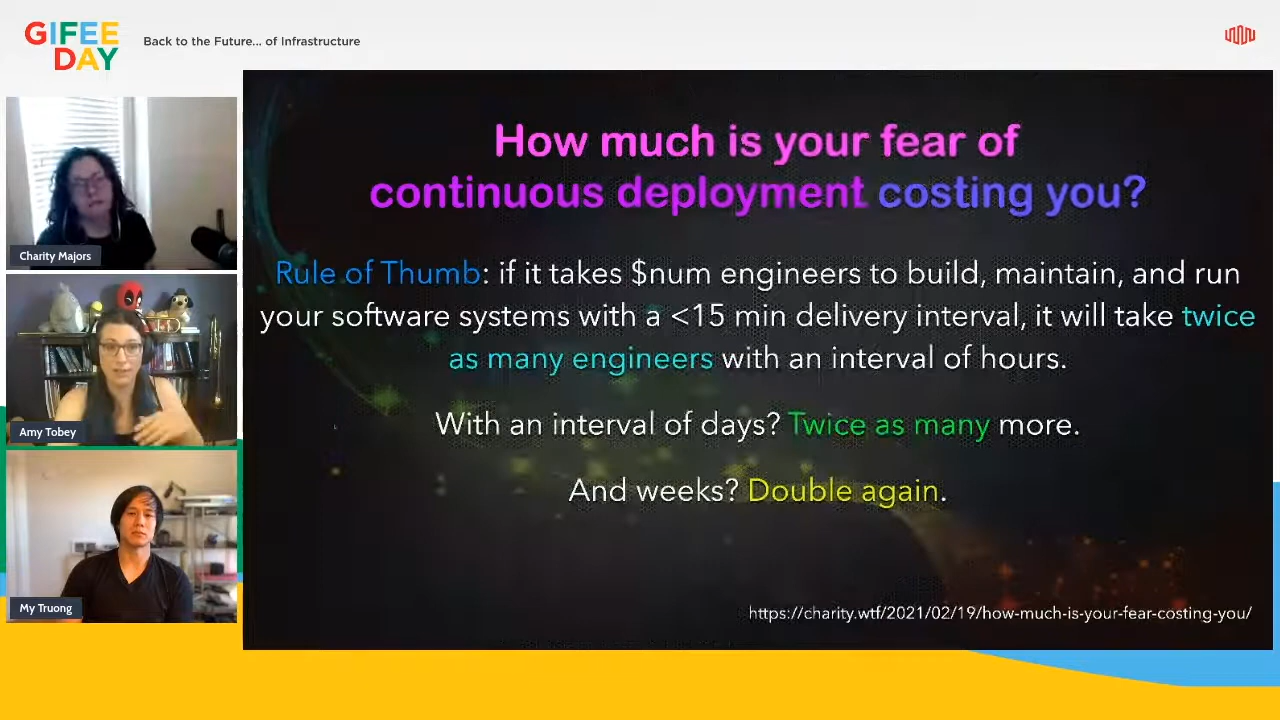 GIFEE
DAY
Back to the Future... of Infrastructure
Charity Majors
Amy Tobey
My Truong
How much is your fear of
continuous deployment costing you?
Rule of Thumb: if it takes $num engineers to build, maintain, and run
your software systems with a <15 min delivery interval, it will take twice
as many engineers with an interval of hours.
With an interval of days? Twice as many more.
And weeks? Double again.
https://charity.wtf/2021/02/19/how-much-is-your-fear-costing-you/